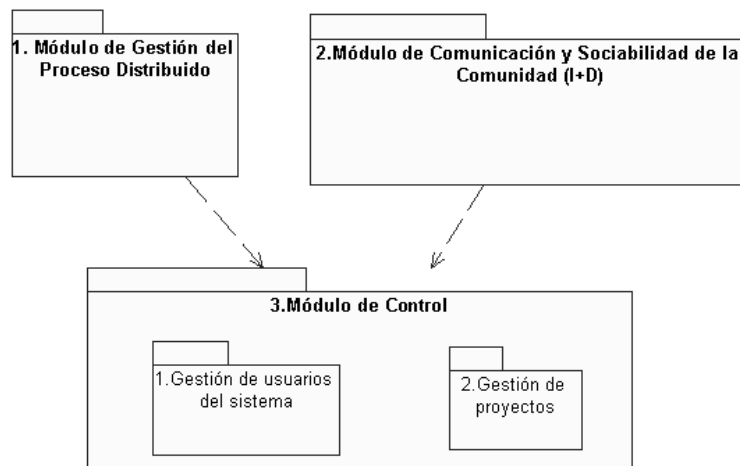 1. Módulo de Gestión del
Proceso Distribuido
2.Módulo de Comunicación y Sociabilidad de la
Comunidad (I+D)
3.Módulo de Control
1.Gestión de usuarios
del sistema
2.Gestión de
proyectos